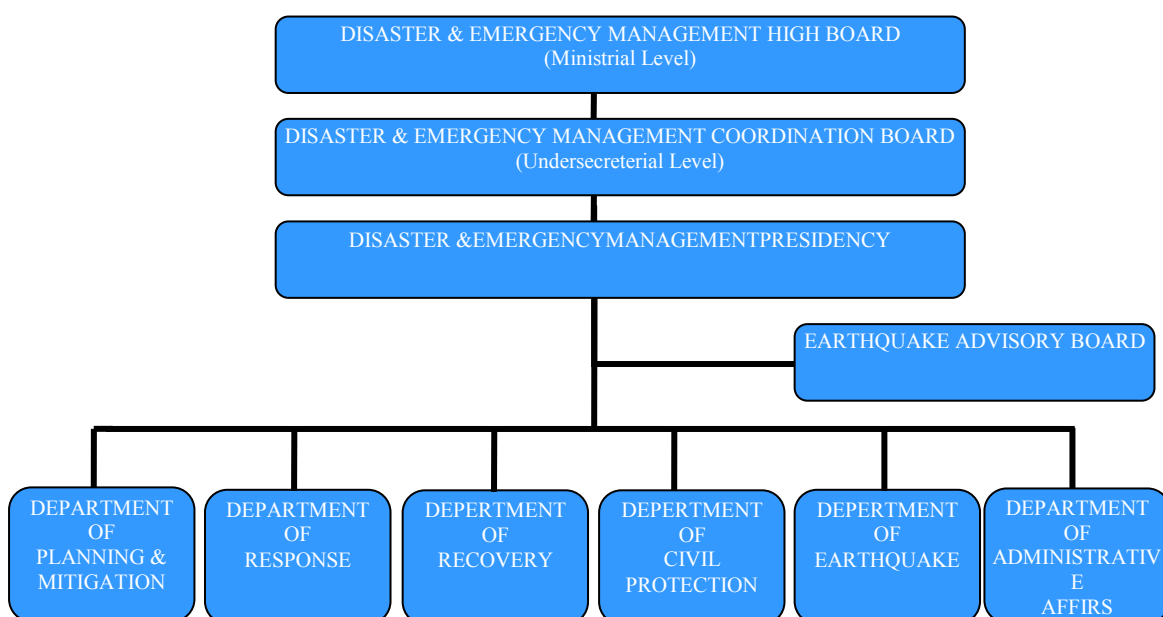 DISASTER & EMERGENCY MANAGEMENT HIGH BOARD
(Ministrial Level)
DISASTER & EMERGENCY MANAGEMENT COORDINATION BOARD
(Undersecreterial Level)
DISASTER &EMERGENCYMANAGEMENTPRESIDENCY
EARTHQUAKE ADVISORY BOARD
DEPARTMENT
OF
PLANNING &
MITIGATION
DEPARTMENT
OF
RESPONSE
DEPERTMENT
OF
RECOVERY
DEPERTMENT
OF
CIVIL
PROTECTION
DEPERTMENT
OF
EARTHQUAKE
DEPARTMENT
OF
ADMINISTRATIV
E
AFFIRS